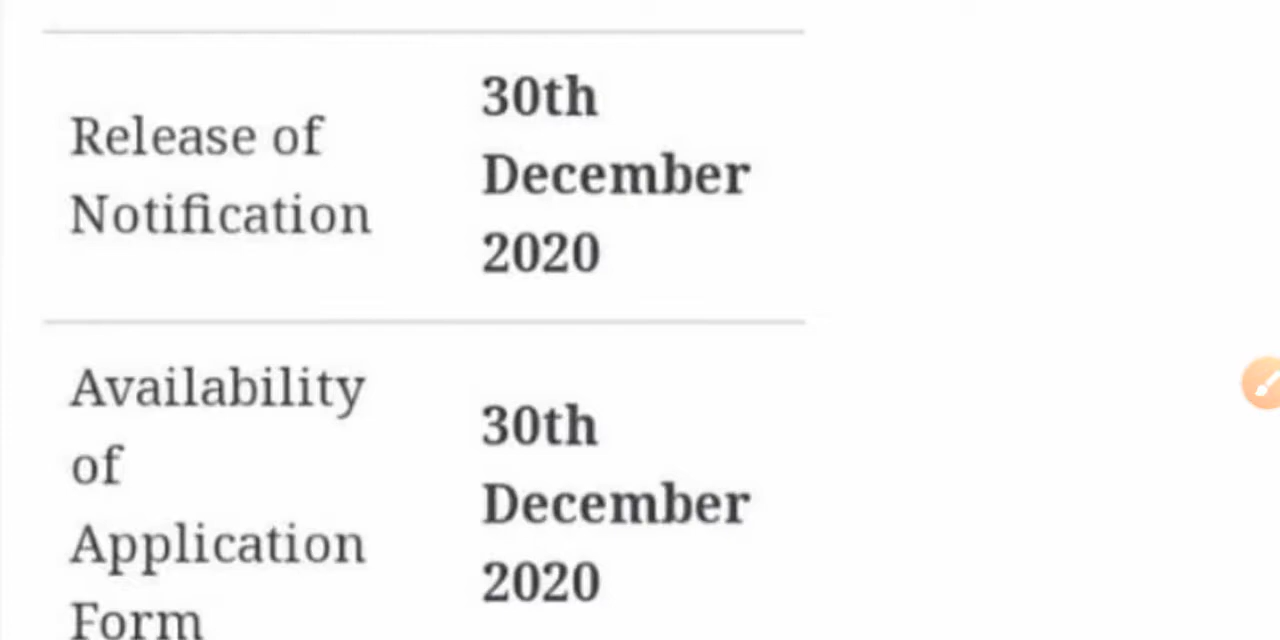 Release of
Notification
30th
December
2020
Availability
of
Application
Form
30th
December
2020